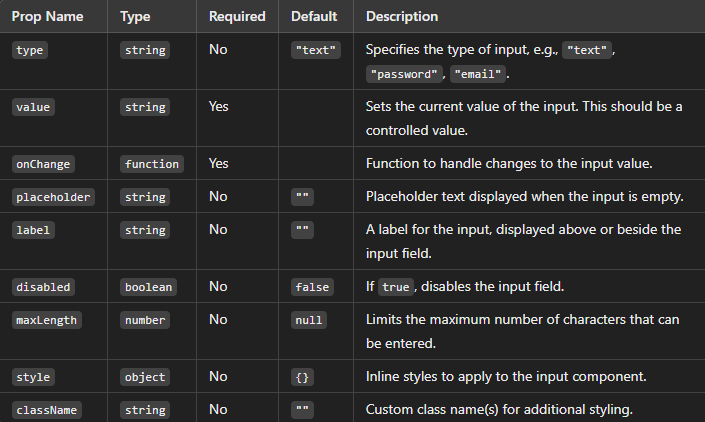 Prop Name Type Required Default Description
type string No "text" Specifies the type of input, e.g., "text",
"password", "email".
value string Yes Sets the current value of the input. This should be a
controlled value.
onChange function Yes Function to handle changes to the input value.
placeholder string No "" Placeholder text displayed when the input is empty.
label string No "" A label for the input, displayed above or beside the
input field.
disabled boolean No false If true, disables the input field.
maxLength number No null Limits the maximum number of characters that can
be entered.
style object No {} Inline styles to apply to the input component.
className string No "" Custom class name(s) for additional styling.